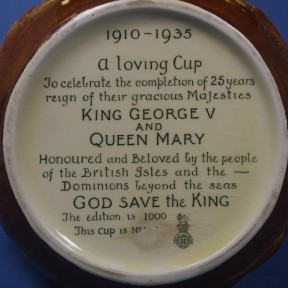 1910-1935
A loving Cup
To celebrate the completion of 25 years
reign of their gracious Majesties
KING GEORGE V
AND
QUEEN MARY
Honoured and Beloved by the people
of the British Isles and the —
Dominions beyond the seas
GOD SAVE the KING
The edition is 1000
This Cup is No